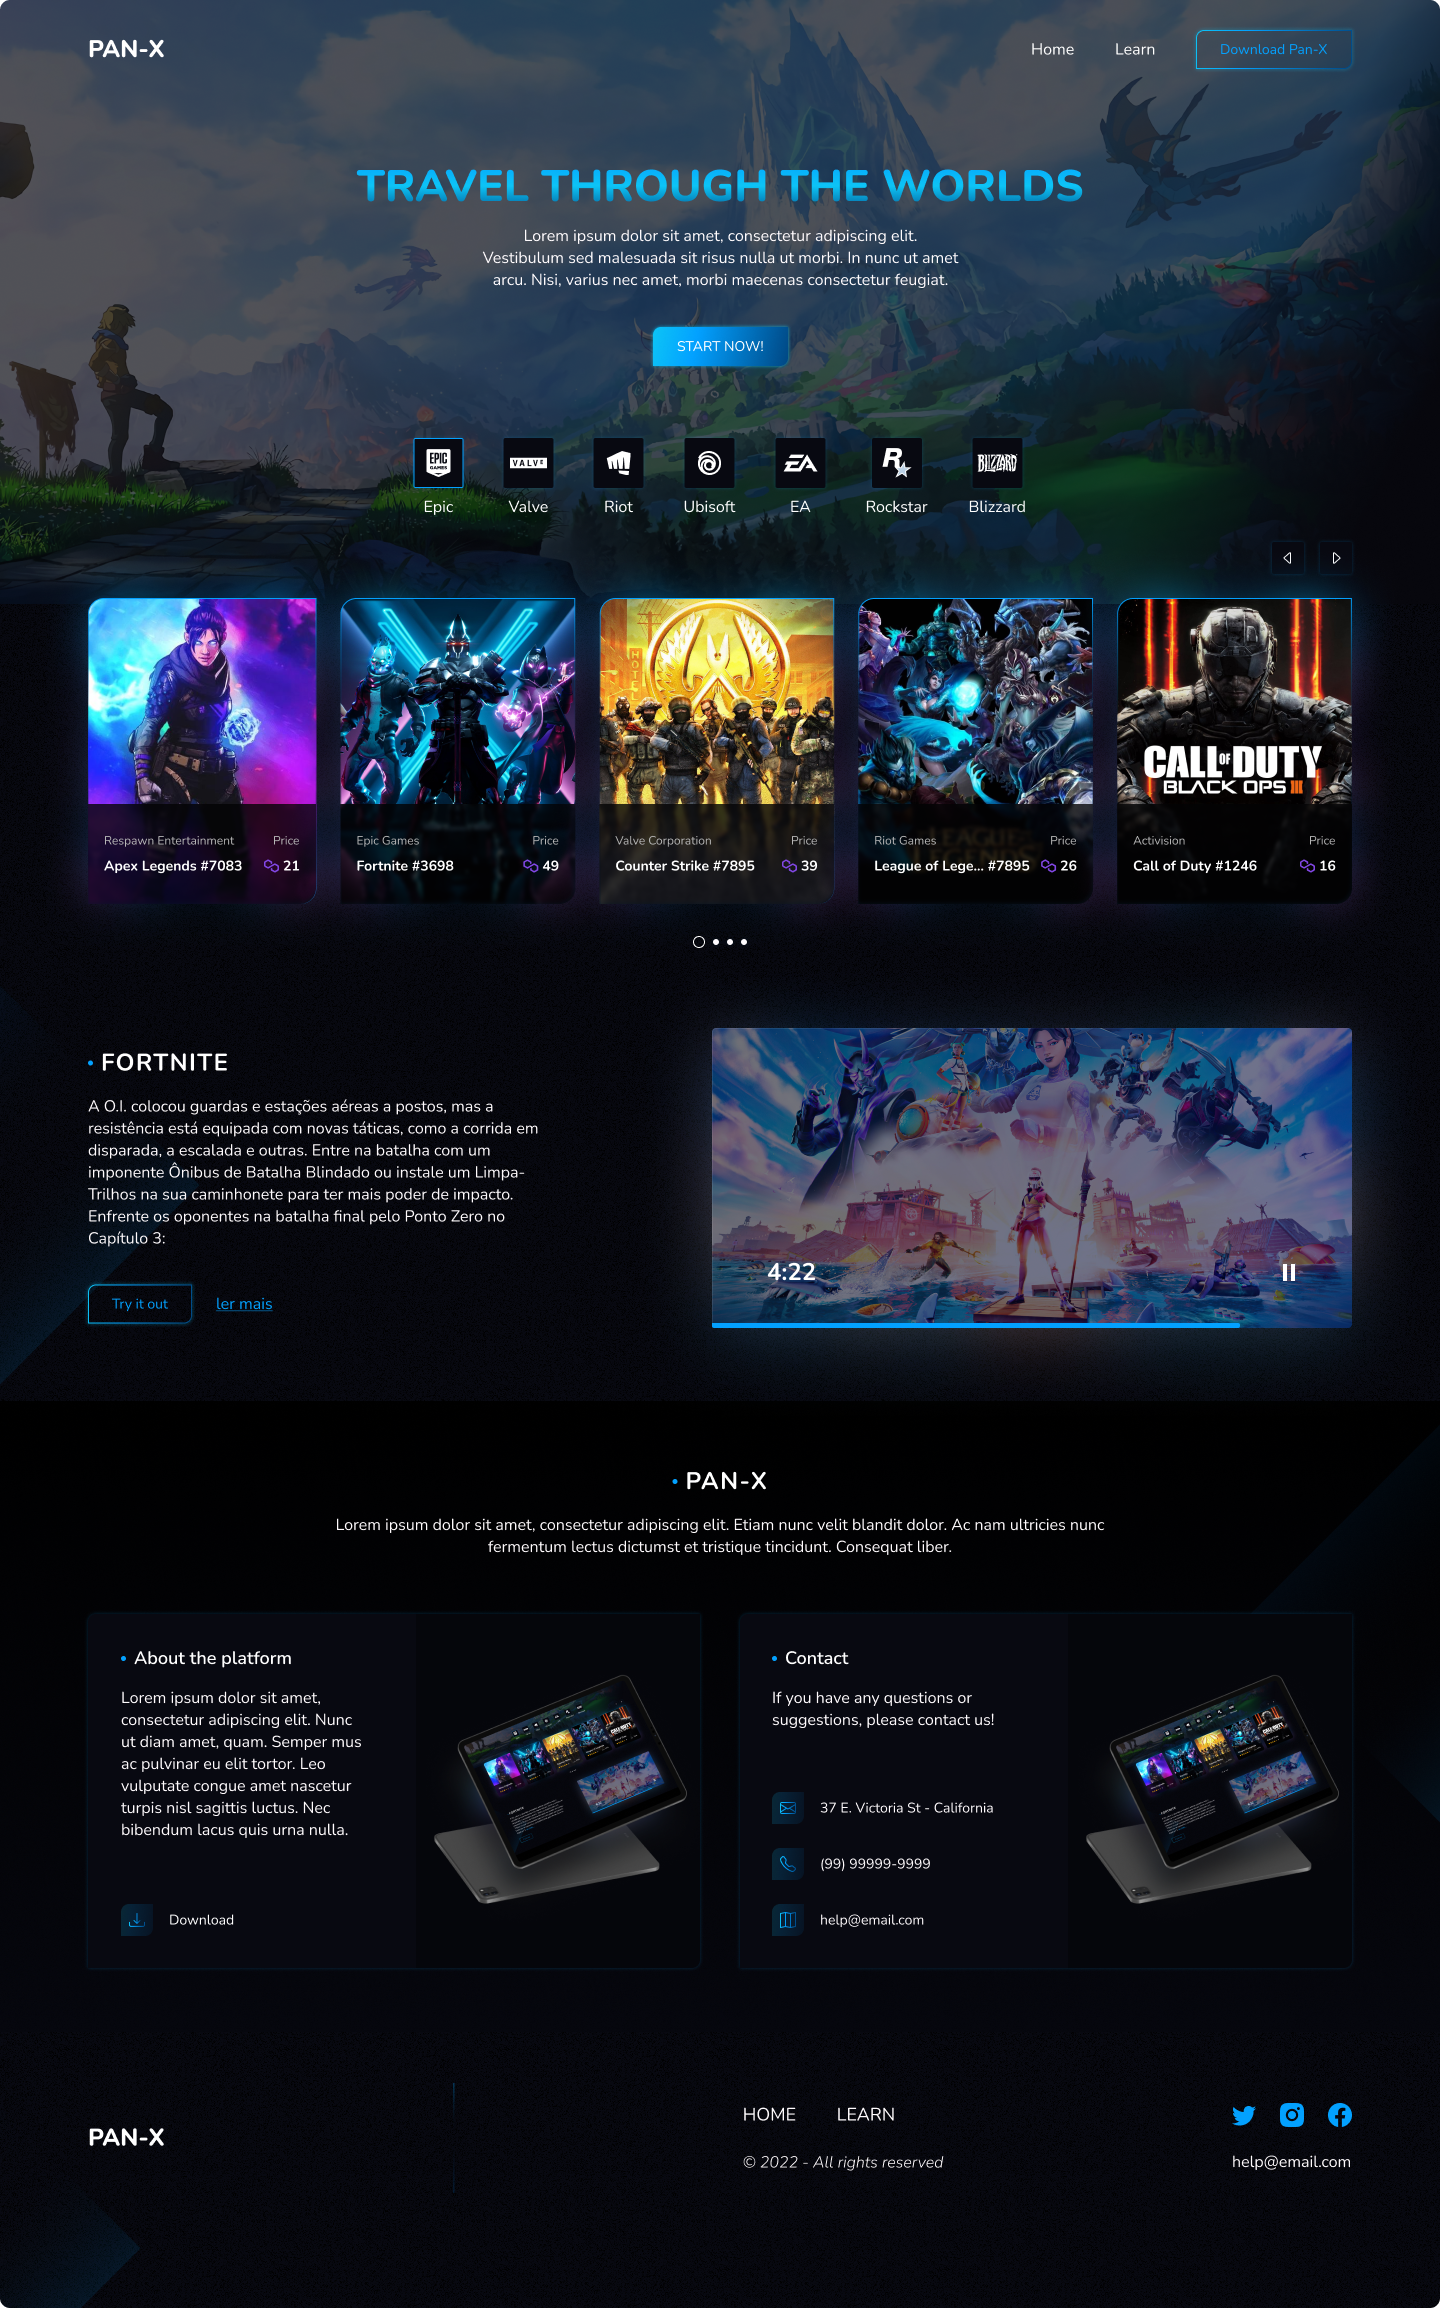 PAN-X
Home
Learn
Download Pan-X
TRAVEL THROUGH THE WORLDS
Lorem ipsum dolor sit amet, consectetur adipiscing elit.
Vestibulum sed malesuada sit risus nulla ut morbi. In nunc ut amet
arcu. Nisi, varius nec amet, morbi maecenas consectetur feugiat.
START NOW!
EPIC
GAMES
VALVE
EA
R
BLIZZARD
Epic
Valve
Riot
Ubisoft
EA
Rockstar
Blizzard
HOTEL
CALL OF DUTY
BLACK OPS III
Respawn Entertainment
Price
Apex Legends #7083
21
Epic Games
Price
Fortnite #3698
49
Valve Corporation
Price
Counter Strike #7895
39
Riot Games
Price
League of Lege... #7895
26
Activision
Price
Call of Duty #1246
16
FORTNITE
A O.I. colocou guardas e estações aéreas a postos, mas a
resistência está equipada com novas táticas, como a corrida em
disparada, a escalada e outras. Entre na batalha com um
imponente Ônibus de Batalha Blindado ou instale um Limpa-
Trilhos na sua caminhonete para ter mais poder de impacto.
Enfrente os oponentes na batalha final pelo Ponto Zero no
Capítulo 3:
Try it out
ler mais
4:22
PAN-X
Lorem ipsum dolor sit amet, consectetur adipiscing elit. Etiam nunc velit blandit dolor. Ac nam ultricies nunc
fermentum lectus dictumst et tristique tincidunt. Consequat liber.
About the platform
Lorem ipsum dolor sit amet,
consectetur adipiscing elit. Nunc
ut diam amet, quam. Semper mus
ac pulvinar eu elit tortor. Leo
vulputate congue amet nascetur
turpis nisl sagittis luctus. Nec
bibendum lacus quis urna nulla.
Download
Contact
If you have any questions or
suggestions, please contact us!
37 E. Victoria St - California
(99) 99999-9999
help@email.com
PAN-X
HOME
LEARN
© 2022 - All rights reserved
help@email.com